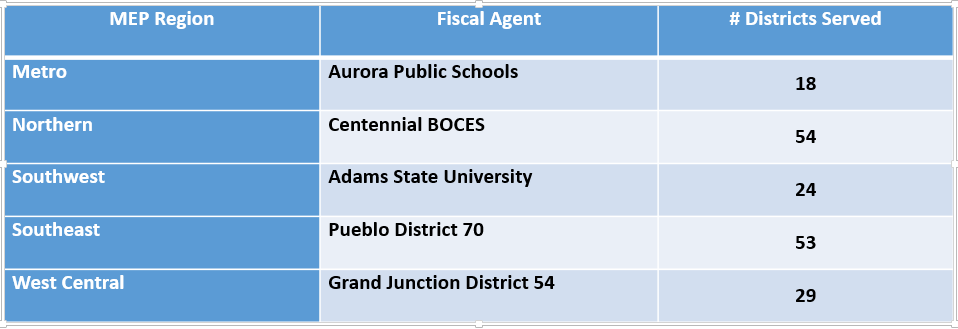 MEP Region Fiscal Agent # Districts Served
Metro Aurora Public Schools 18
Northern Centennial BOCES 54
Southwest Adams State University 24
Southeast Pueblo District 70 53
West Central Grand Junction District 54 29